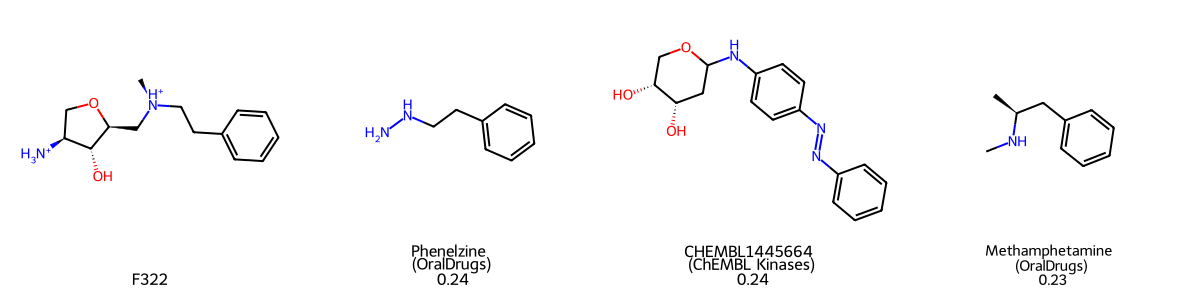 H+
N
O
H3N+
OH
F322
H
N
H2N
Phenelzine
(OralDrugs)
0.24
O
H
N
HO
OH
N
N
CHEMBL1445664
(ChEMBL Kinases)
0.24
NH
Methamphetamine
(OralDrugs)
0.23